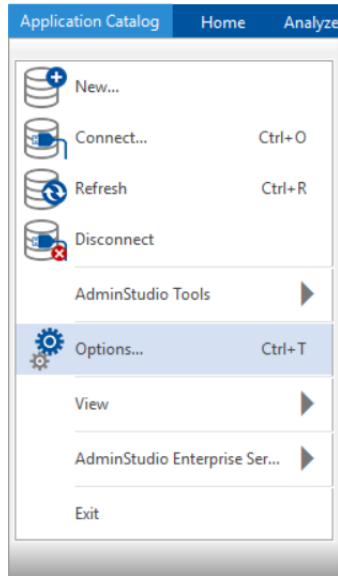 Application Catalog Home Analyze
New...
Connect... Ctrl+O
Refresh Ctrl+R
Disconnect
AdminStudio Tools
Options... Ctrl+T
View
AdminStudio Enterprise Ser...
Exit